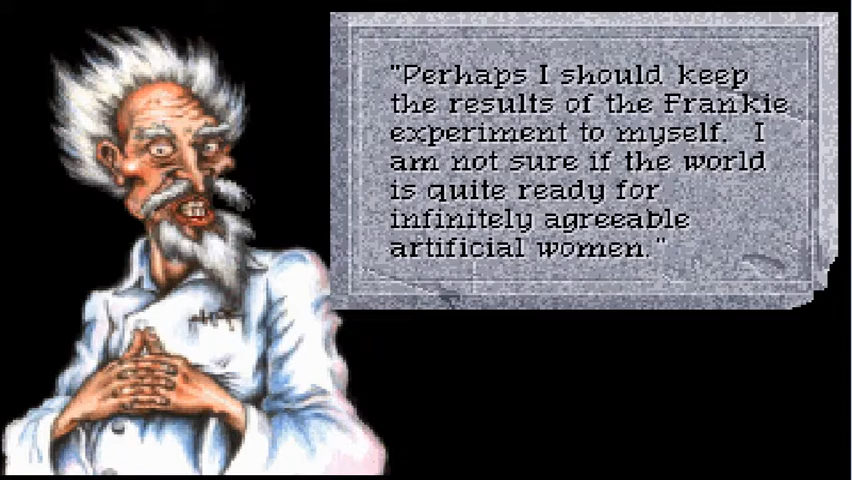 "Perhaps I should keep
the results of the Frankie
experiment to myself. I
am not sure if the world
is quite ready for
infinitely agreeable
artificial women."